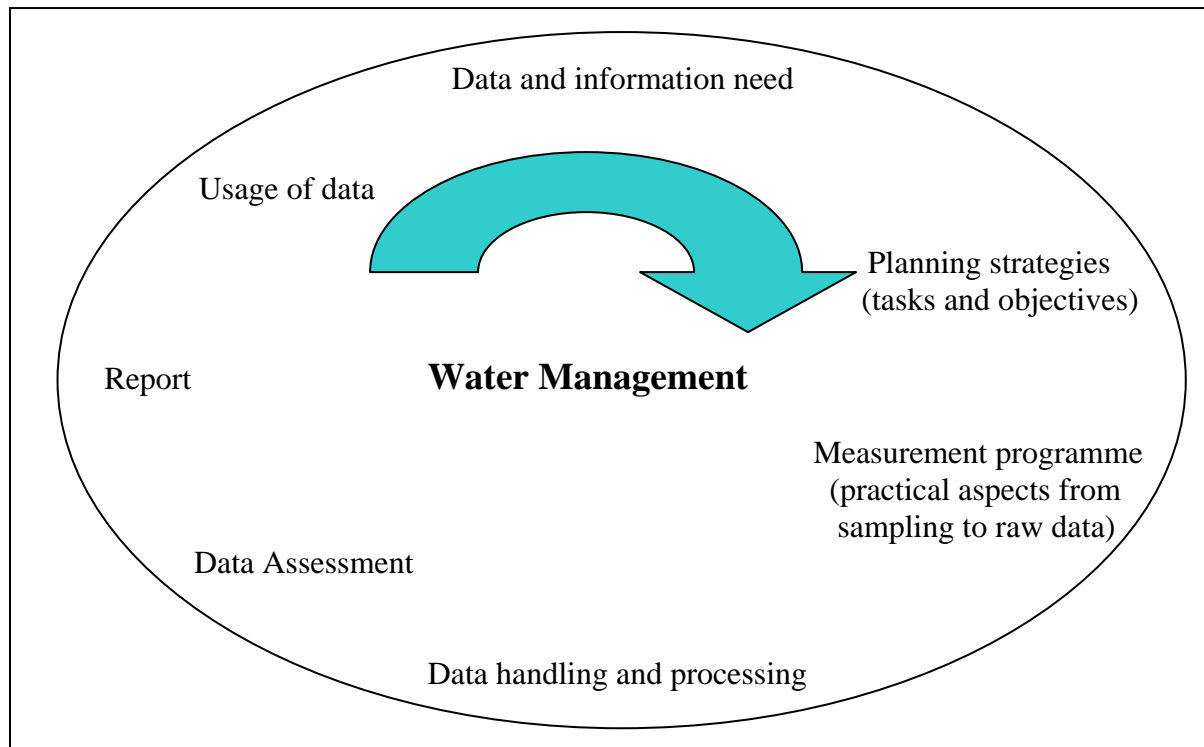 Data and information need
Usage of data
Planning strategies
(tasks and objectives)
Report
Water Management
Measurement programme
(practical aspects from
sampling to raw data)
Data Assessment
Data handling and processing